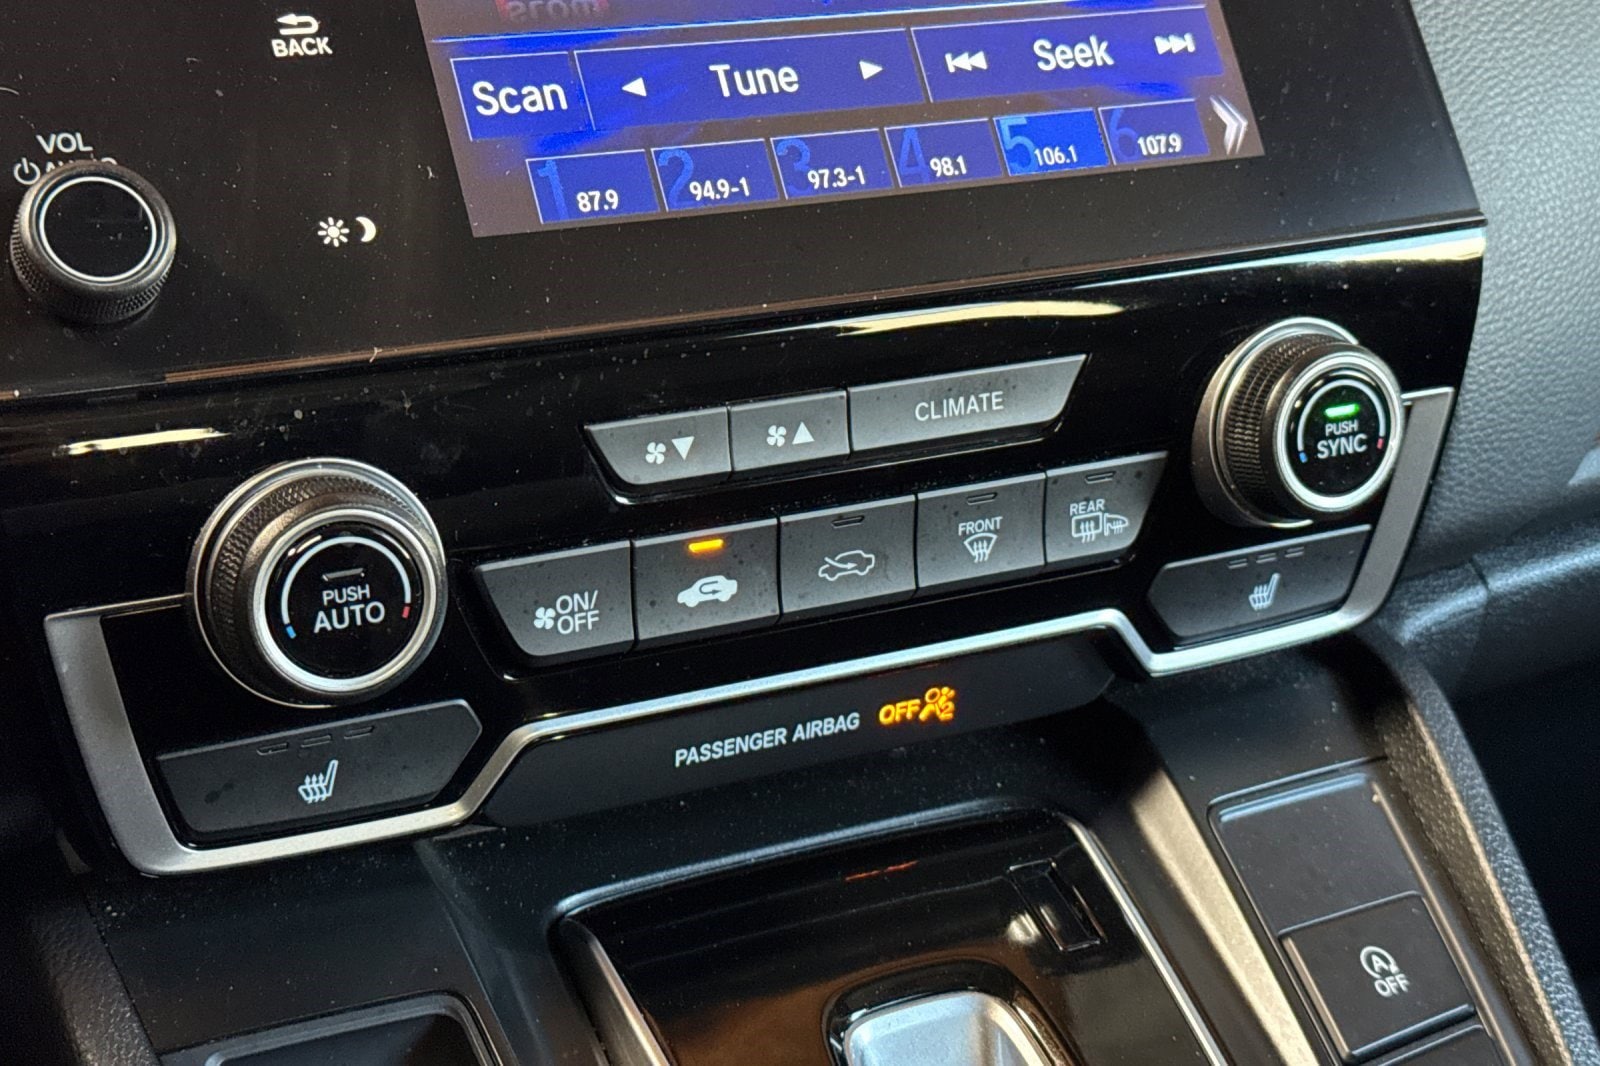 BACK
VOL
Scan
Tune
Seek
1 87.9
2 94.9-1
3 97.3-1
4 98.1
5 106.1
6 107.9
CLIMATE
PUSH
SYNC
PUSH
AUTO
ON/
OFF
FRONT
REAR
PASSENGER AIRBAG OFF
A
OFF